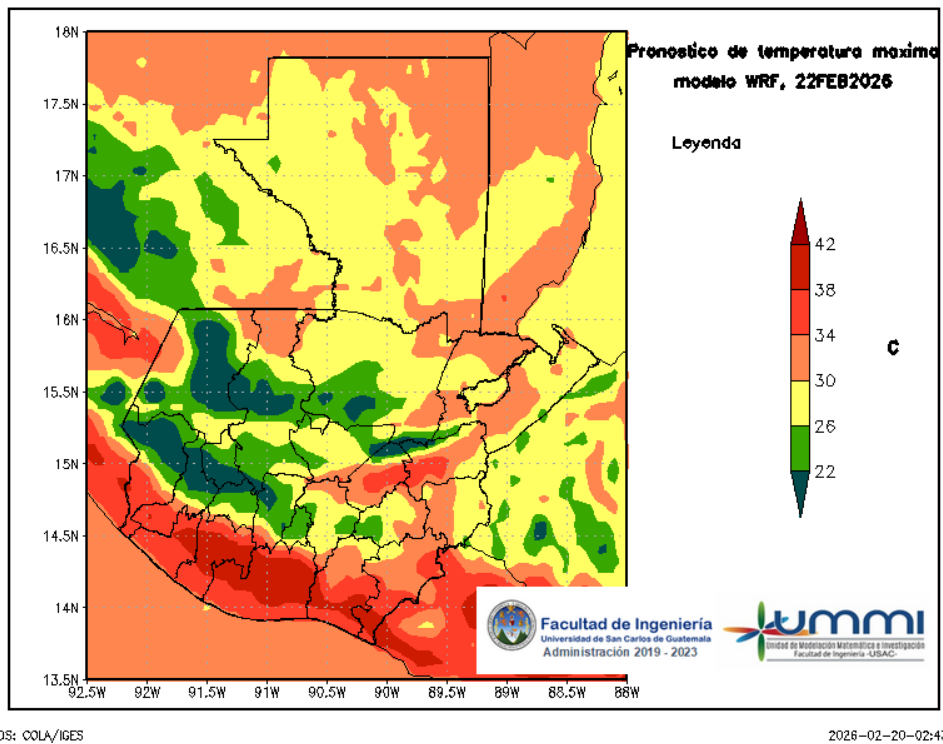 Pronostico de temperatura maxima
modelo WRF, 22FEB2026
Leyenda
42
38
34
30
26
22
C
18N
17.5N
17N
16.5N
16N
15.5N
15N
14.5N
14N
13.5N
92.5W
92W
91.5W
91W
90.5W
90W
89.5W
89W
88.5W
88W
Facultad de Ingeniería
Universidad de San Carlos de Guatemala
Administración 2019 - 2023
ummi
Unidad de Modelación Matemática e Investigación
Facultad de Ingeniería -USAC-
DS: COLA/IGES
2026-02-20-02:4